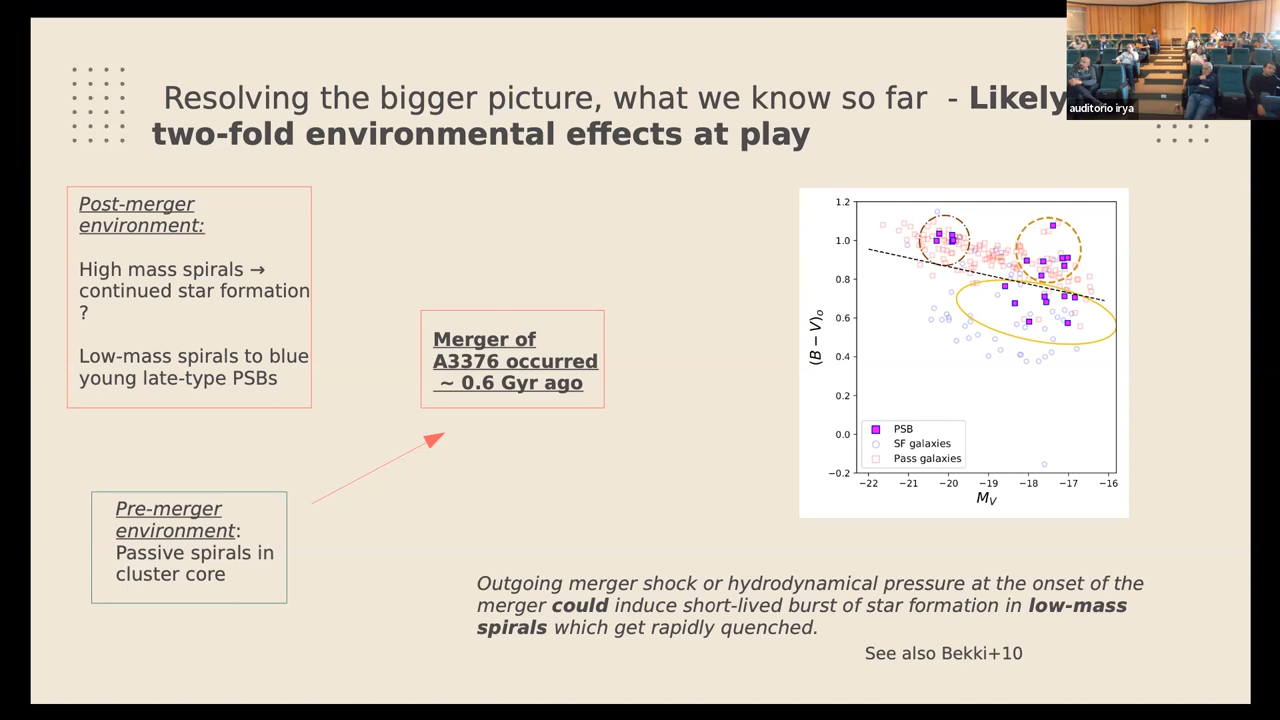 Resolving the bigger picture, what we know so far - Likely
two-fold environmental effects at play
auditorio irya
Post-merger
environment:
High mass spirals →
continued star formation
?
Low-mass spirals to blue
young late-type PSBs
Merger of
A3376 occurred
~ 0.6 Gyr ago
Pre-merger
environment:
Passive spirals in
cluster core
1.2
1.0
0.8
0.6
0.4
0.2
0.0
−0.2
(B − V)₀
PSB
SF galaxies
Pass galaxies
−22 −21 −20 −19 −18 −17 −16
M_V
Outgoing merger shock or hydrodynamical pressure at the onset of the
merger could induce short-lived burst of star formation in low-mass
spirals which get rapidly quenched.
See also Bekki+10